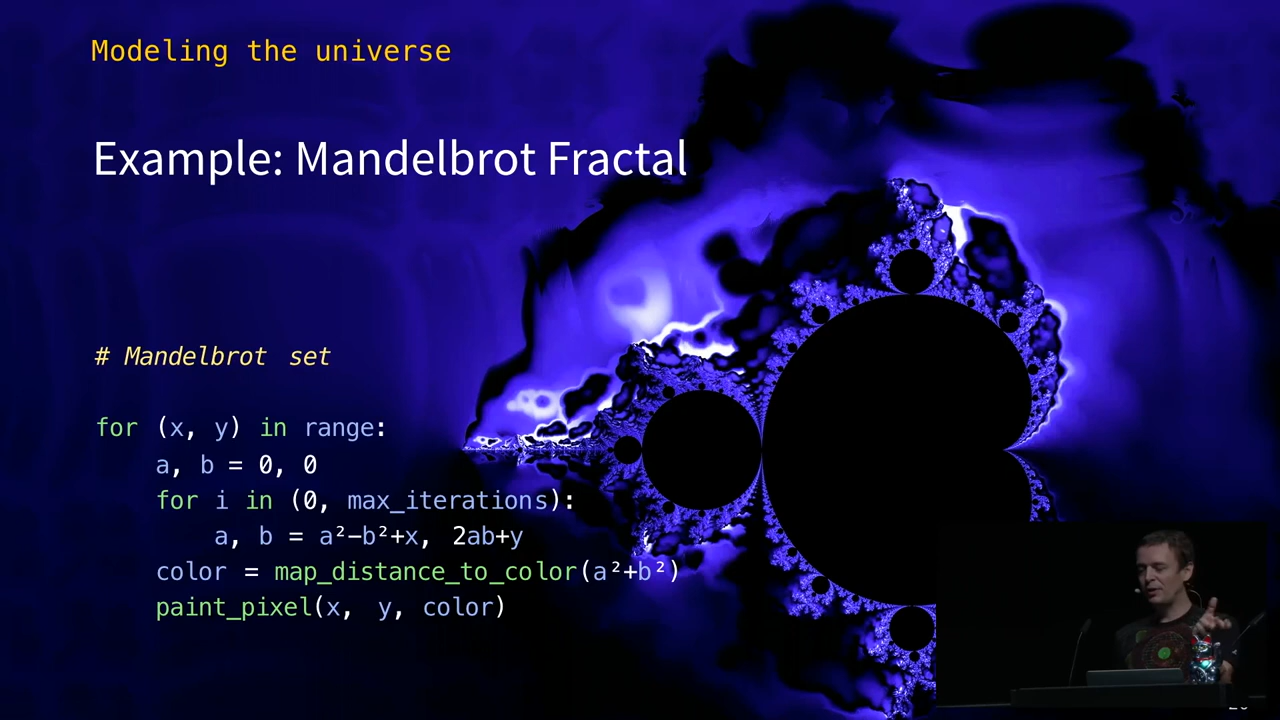 Modeling the universe
Example: Mandelbrot Fractal
# Mandelbrot set
for (x, y) in range:
    a, b = 0, 0
    for i in (0, max_iterations):
        a, b = a²−b²+x, 2ab+y
    color = map_distance_to_color(a²+b²)
    paint_pixel(x, y, color)